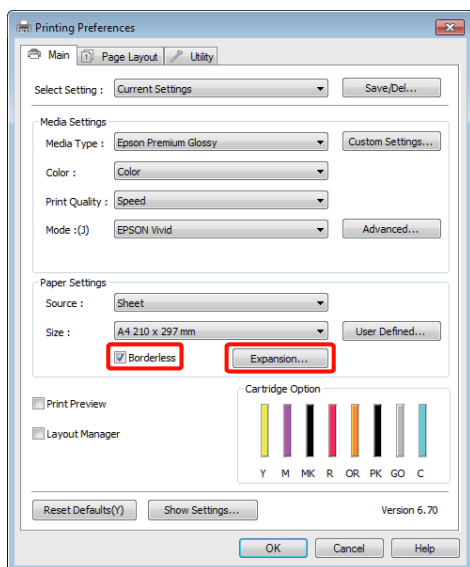 Printing Preferences
Main Page Layout Utility
Select Setting : Current Settings Save/Del...
Media Settings
Media Type : Epson Premium Glossy Custom Settings...
Color : Color
Print Quality : Speed
Mode :(J) EPSON Vivid Advanced...
Paper Settings
Source : Sheet
Size : A4 210 x 297 mm User Defined...
Borderless Expansion...
Cartridge Option
Print Preview
Layout Manager
Y M MK R OR PK GO C
Reset Defaults(Y) Show Settings... Version 6.70
OK Cancel Help